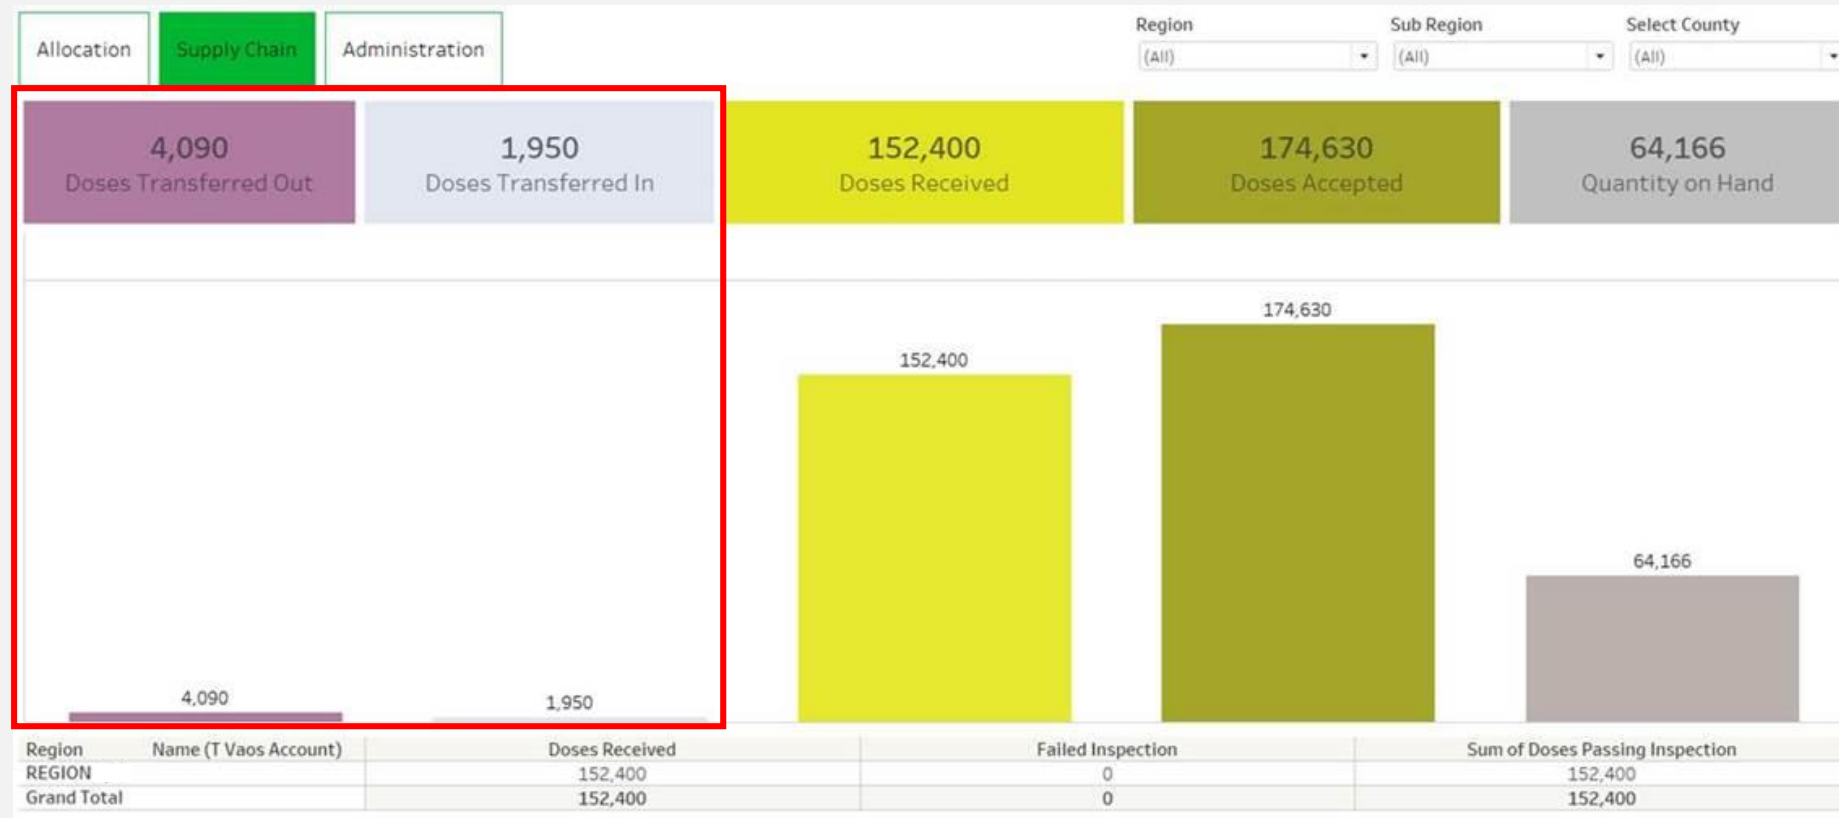 Region Sub Region Select County
Allocation Supply Chain Administration (All) (All) (All)
4,090 1,950 152,400 174,630 64,166
Doses Transferred Out Doses Transferred In Doses Received Doses Accepted Quantity on Hand
174,630
152,400
64,166
4,090 1,950
Region Name (T Vaos Account) Doses Received Failed Inspection Sum of Doses Passing Inspection
REGION 152,400 0 152,400
Grand Total 152,400 0 152,400